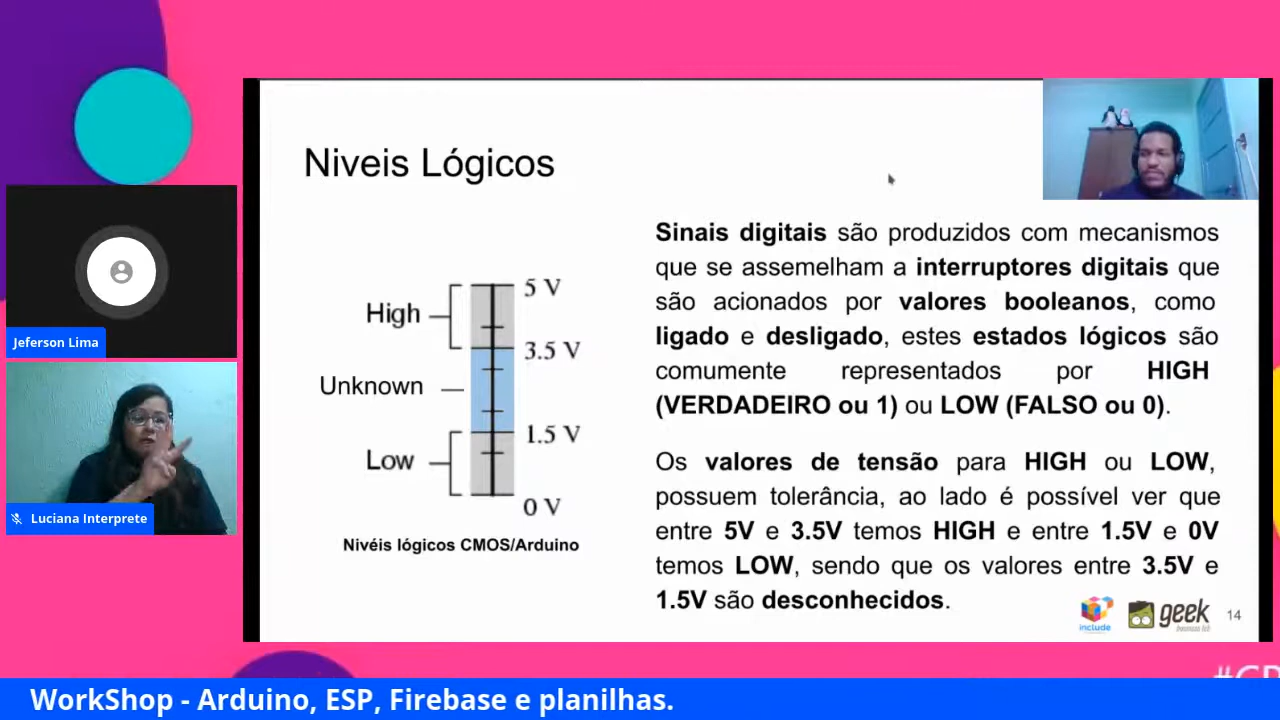 Niveis Lógicos
High
Unknown
Low
5 V
3.5 V
1.5 V
0 V
Nivéis lógicos CMOS/Arduino
Sinais digitais são produzidos com mecanismos
que se assemelham a interruptores digitais que
são acionados por valores booleanos, como
ligado e desligado, estes estados lógicos são
comumente representados por HIGH
(VERDADEIRO ou 1) ou LOW (FALSO ou 0).
Os valores de tensão para HIGH ou LOW,
possuem tolerância, ao lado é possível ver que
entre 5V e 3.5V temos HIGH e entre 1.5V e 0V
temos LOW, sendo que os valores entre 3.5V e
1.5V são desconhecidos.
include
geek
14
Jeferson Lima
Luciana Interprete
WorkShop - Arduino, ESP, Firebase e planilhas.